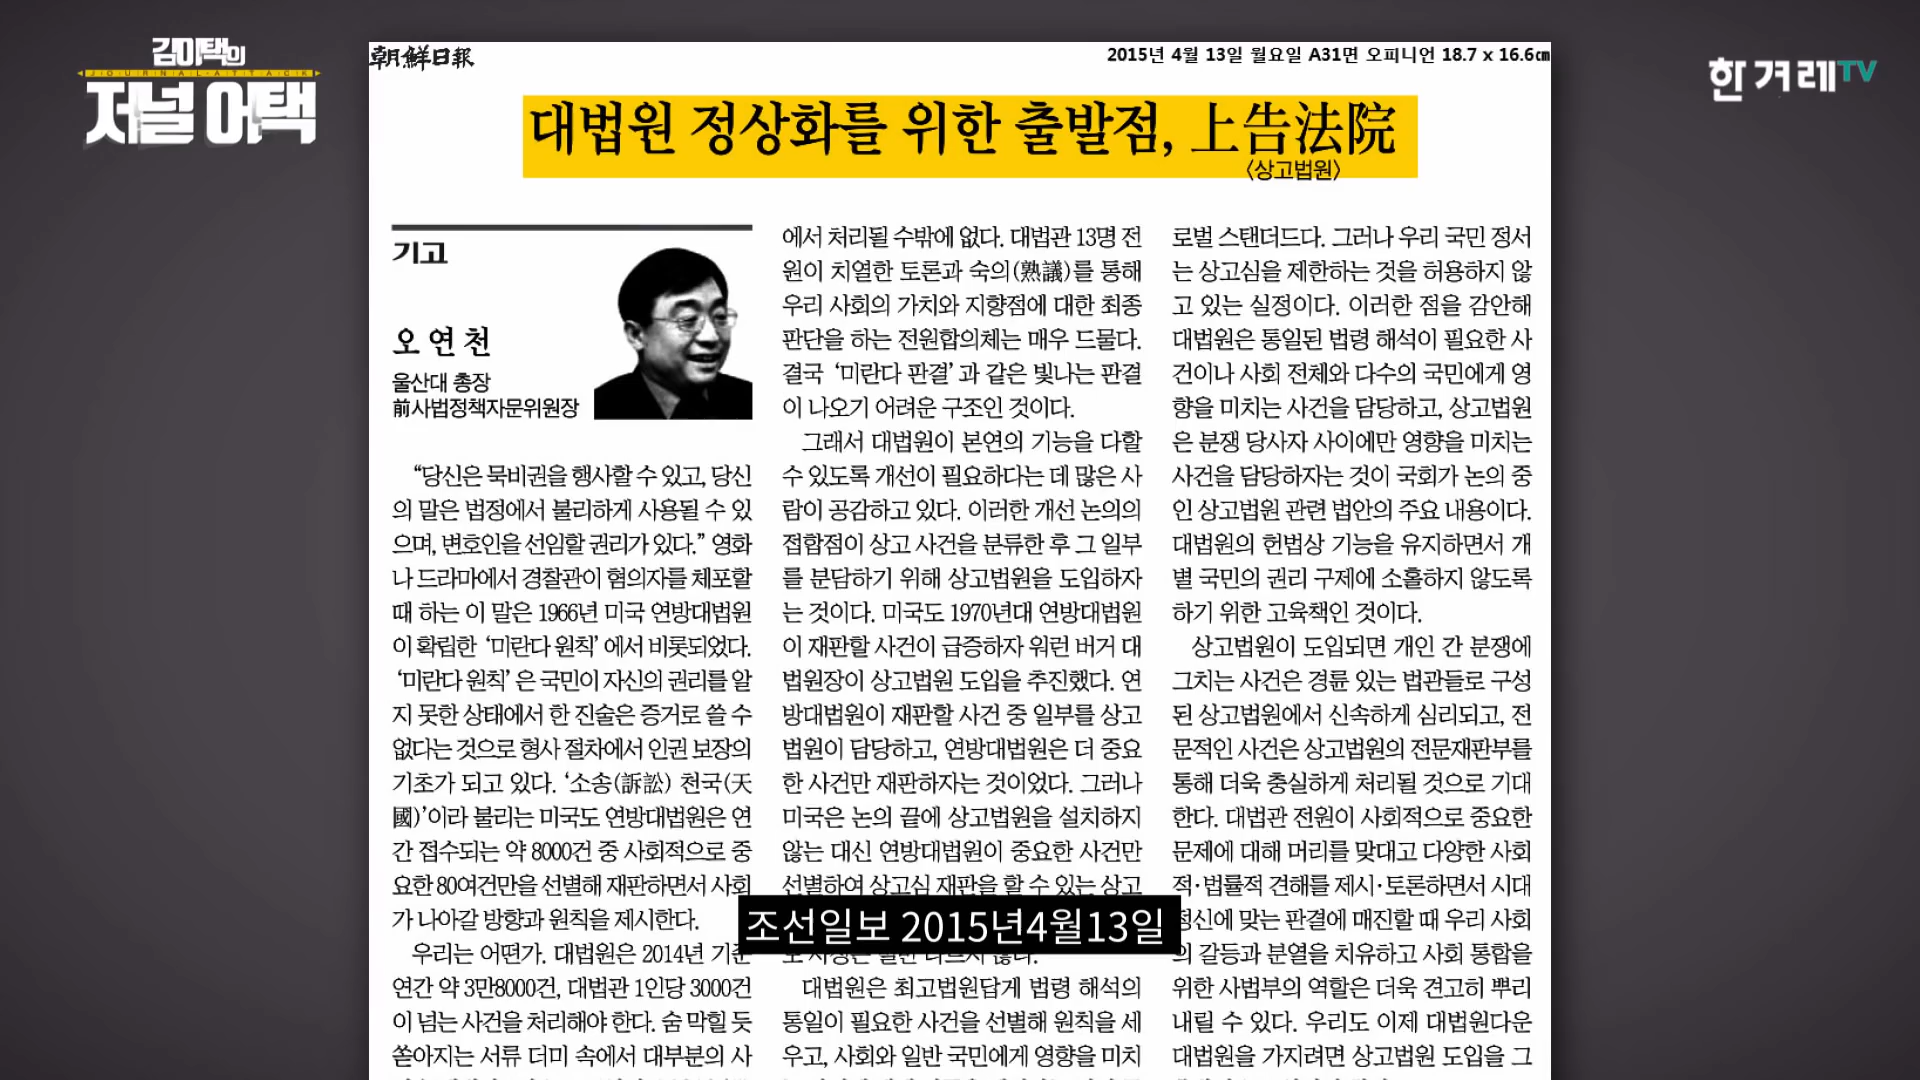 김이택의
JOURNAL ATTACK
저널어택
한겨레TV
朝鮮日報
2015년 4월 13일 월요일 A31면 오피니언 18.7 x 16.6㎝
대법원 정상화를 위한 출발점, 上告法院
〈상고법원〉
기고
오연천
울산대 총장
前사법정책자문위원장
“당신은 묵비권을 행사할 수 있고, 당신
의 말은 법정에서 불리하게 사용될 수 있
으며, 변호인을 선임할 권리가 있다.” 영화
나 드라마에서 경찰관이 혐의자를 체포할
때 하는 이 말은 1966년 미국 연방대법원
이 확립한 ‘미란다 원칙’에서 비롯되었다.
‘미란다 원칙’은 국민이 자신의 권리를 알
지 못한 상태에서 한 진술은 증거로 쓸 수
없다는 것으로 형사 절차에서 인권 보장의
기초가 되고 있다. ‘소송(訴訟) 천국(天
國)’이라 불리는 미국도 연방대법원은 연
간 접수되는 약 8000건 중 사회적으로 중
요한 80여건만을 선별해 재판하면서 사회
가 나아갈 방향과 원칙을 제시한다.
우리는 어떤가. 대법원은 2014년 기준
연간 약 3만8000건, 대법관 1인당 3000건
이 넘는 사건을 처리해야 한다. 숨 막힐 듯
쏟아지는 서류 더미 속에서 대부분의 사
에서 처리될 수밖에 없다. 대법관 13명 전
원이 치열한 토론과 숙의(熟議)를 통해
우리 사회의 가치와 지향점에 대한 최종
판단을 하는 전원합의체는 매우 드물다.
결국 ‘미란다 판결’과 같은 빛나는 판결
이 나오기 어려운 구조인 것이다.
그래서 대법원이 본연의 기능을 다할
수 있도록 개선이 필요하다는 데 많은 사
람이 공감하고 있다. 이러한 개선 논의의
접합점이 상고 사건을 분류한 후 그 일부
를 분담하기 위해 상고법원을 도입하자
는 것이다. 미국도 1970년대 연방대법원
이 재판할 사건이 급증하자 워런 버거 대
법원장이 상고법원 도입을 추진했다. 연
방대법원이 재판할 사건 중 일부를 상고
법원이 담당하고, 연방대법원은 더 중요
한 사건만 재판하자는 것이었다. 그러나
미국은 논의 끝에 상고법원을 설치하지
않는 대신 연방대법원이 중요한 사건만
선별하여 상고심 재판을 할 수 있는 상고
조선일보 2015년4월13일
대법원은 최고법원답게 법령 해석의
통일이 필요한 사건을 선별해 원칙을 세
우고, 사회와 일반 국민에게 영향을 미치
로벌 스탠더드다. 그러나 우리 국민 정서
는 상고심을 제한하는 것을 허용하지 않
고 있는 실정이다. 이러한 점을 감안해
대법원은 통일된 법령 해석이 필요한 사
건이나 사회 전체와 다수의 국민에게 영
향을 미치는 사건을 담당하고, 상고법원
은 분쟁 당사자 사이에만 영향을 미치는
사건을 담당하자는 것이 국회가 논의 중
인 상고법원 관련 법안의 주요 내용이다.
대법원의 헌법상 기능을 유지하면서 개
별 국민의 권리 구제에 소홀하지 않도록
하기 위한 고육책인 것이다.
상고법원이 도입되면 개인 간 분쟁에
그치는 사건은 경륜 있는 법관들로 구성
된 상고법원에서 신속하게 심리되고, 전
문적인 사건은 상고법원의 전문재판부를
통해 더욱 충실하게 처리될 것으로 기대
한다. 대법관 전원이 사회적으로 중요한
문제에 대해 머리를 맞대고 다양한 사회
적·법률적 견해를 제시·토론하면서 시대
정신에 맞는 판결에 매진할 때 우리 사회
의 갈등과 분열을 치유하고 사회 통합을
위한 사법부의 역할은 더욱 견고히 뿌리
내릴 수 있다. 우리도 이제 대법원다운
대법원을 가지려면 상고법원 도입을 그